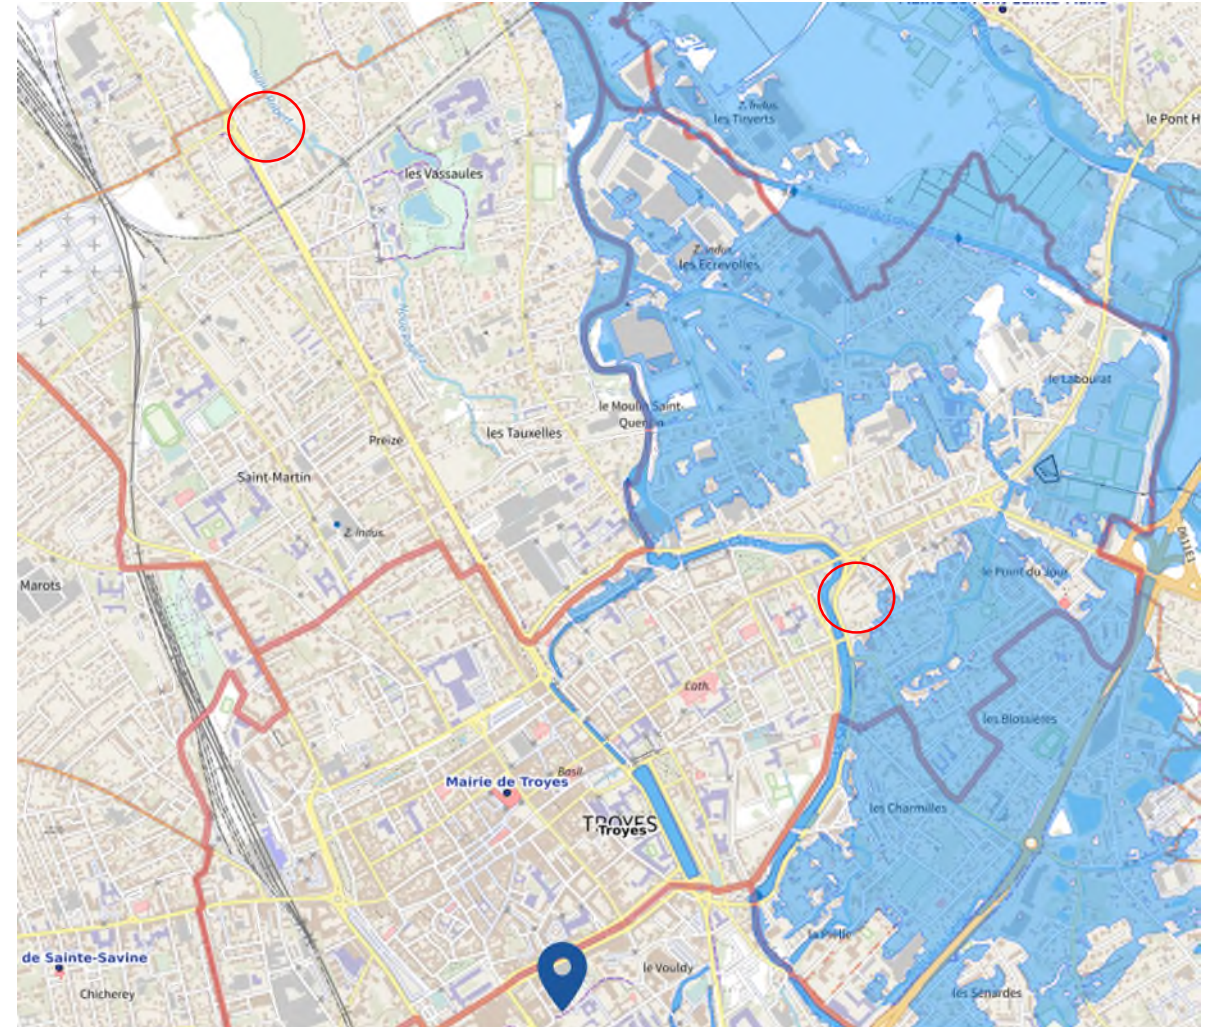 Z. Indus.
les Tirverts
le Pont H
les Vassaules
Z. Indus.
les Ecrevolles
le Labourat
le Moulin Saint-
Quentin
Preize
les Tauxelles
Saint-Martin
Z. Indus.
D611E1
le Point du Jour
Marots
Cath.
les Blossières
Basil.
Mairie de Troyes
les Charmilles
TROYES
Troyes
la Pielle
de Sainte-Savine
le Vouldy
Chicherey
les Sénardes